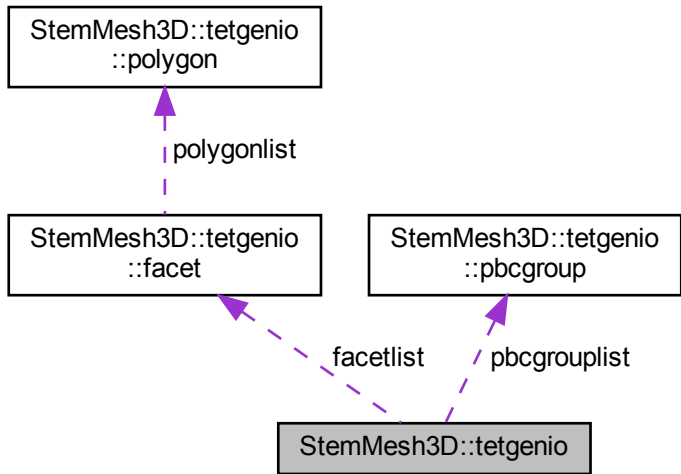 StemMesh3D::tetgenio
::polygon
polygonlist
StemMesh3D::tetgenio
::facet
StemMesh3D::tetgenio
::pbcgroup
facetlist
pbcgrouplist
StemMesh3D::tetgenio